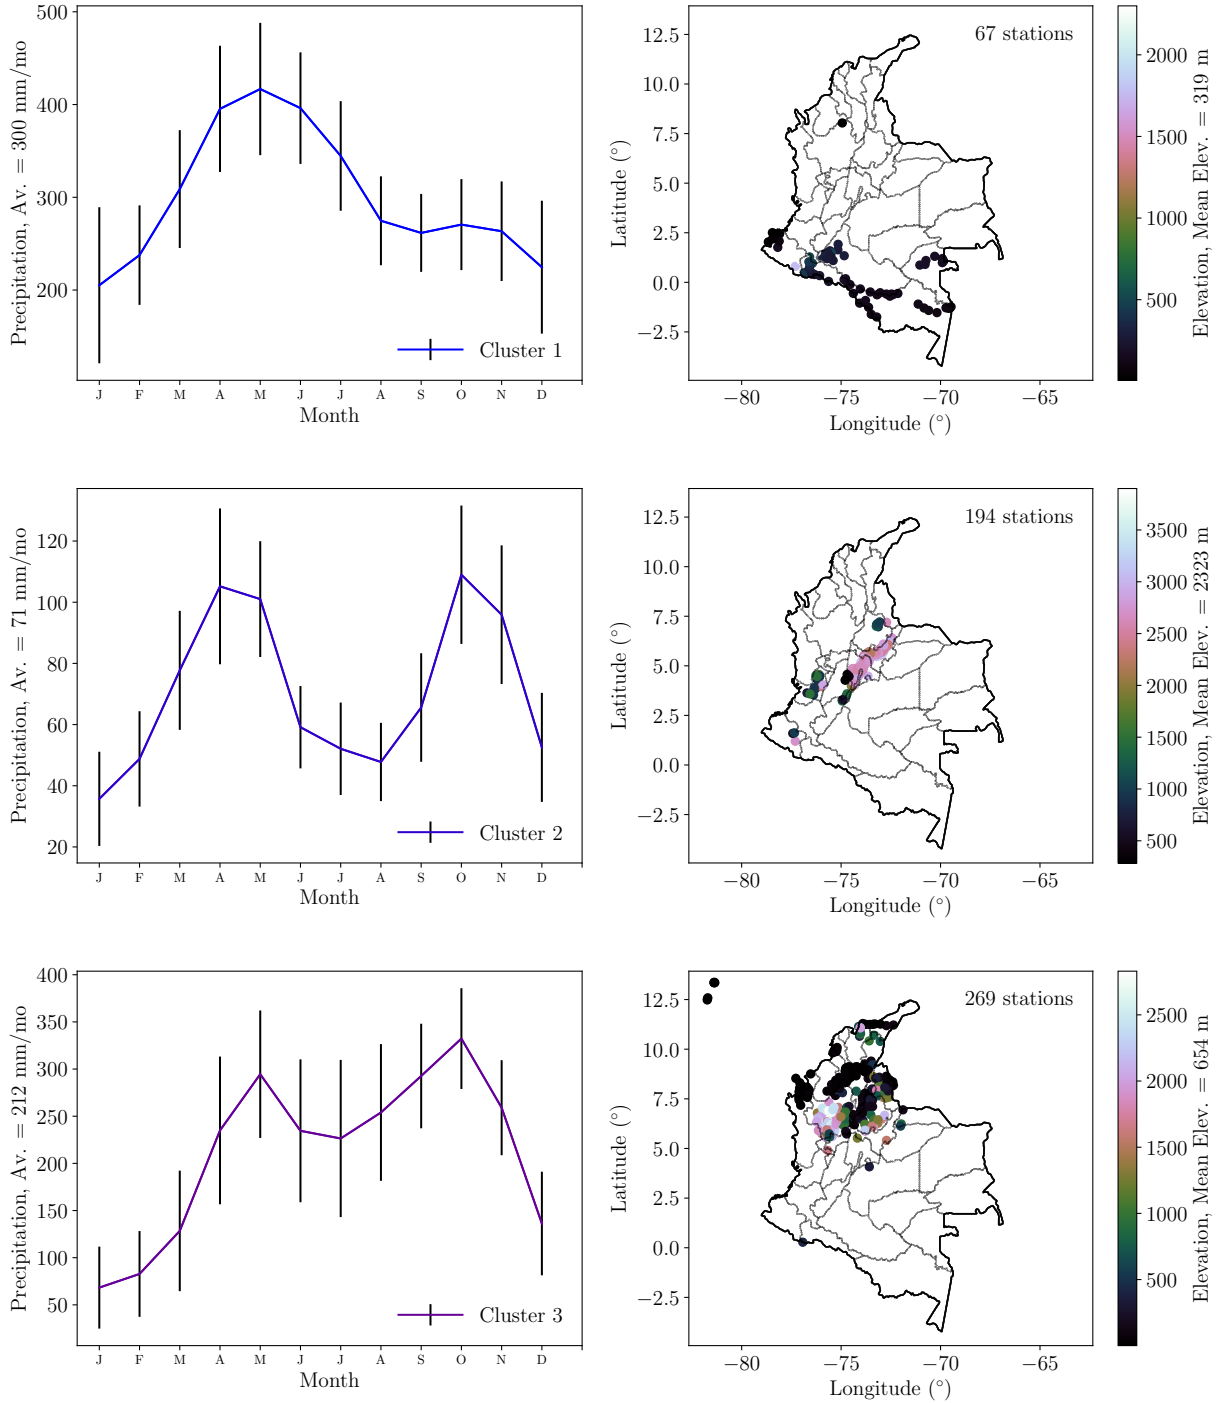 500
400
300
200
Precipitation, Av. = 300 mm/mo
J F M A M J J A S O N D
Month
Cluster 1
67 stations
12.5
10.0
7.5
5.0
2.5
0.0
−2.5
Latitude (°)
−80 −75 −70 −65
Longitude (°)
2000
1500
1000
500
Elevation, Mean Elev. = 319 m
120
100
80
60
40
20
Precipitation, Av. = 71 mm/mo
J F M A M J J A S O N D
Month
Cluster 2
194 stations
12.5
10.0
7.5
5.0
2.5
0.0
−2.5
Latitude (°)
−80 −75 −70 −65
Longitude (°)
3500
3000
2500
2000
1500
1000
500
Elevation, Mean Elev. = 2323 m
400
350
300
250
200
150
100
50
Precipitation, Av. = 212 mm/mo
J F M A M J J A S O N D
Month
Cluster 3
269 stations
12.5
10.0
7.5
5.0
2.5
0.0
−2.5
Latitude (°)
−80 −75 −70 −65
Longitude (°)
2500
2000
1500
1000
500
Elevation, Mean Elev. = 654 m